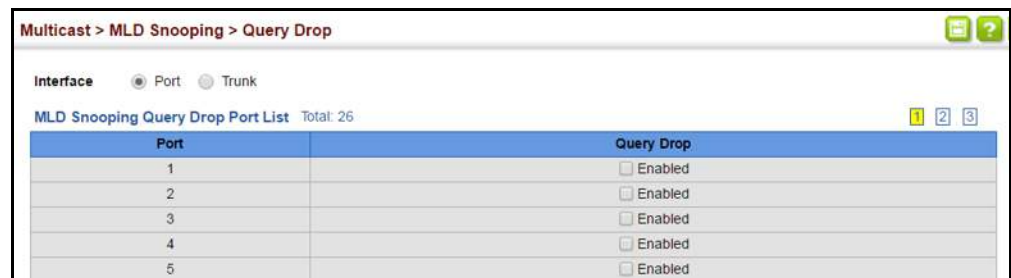 Multicast > MLD Snooping > Query Drop
?
Interface Port Trunk
MLD Snooping Query Drop Port List Total: 26 1 2 3
Port Query Drop
1 Enabled
2 Enabled
3 Enabled
4 Enabled
5 Enabled